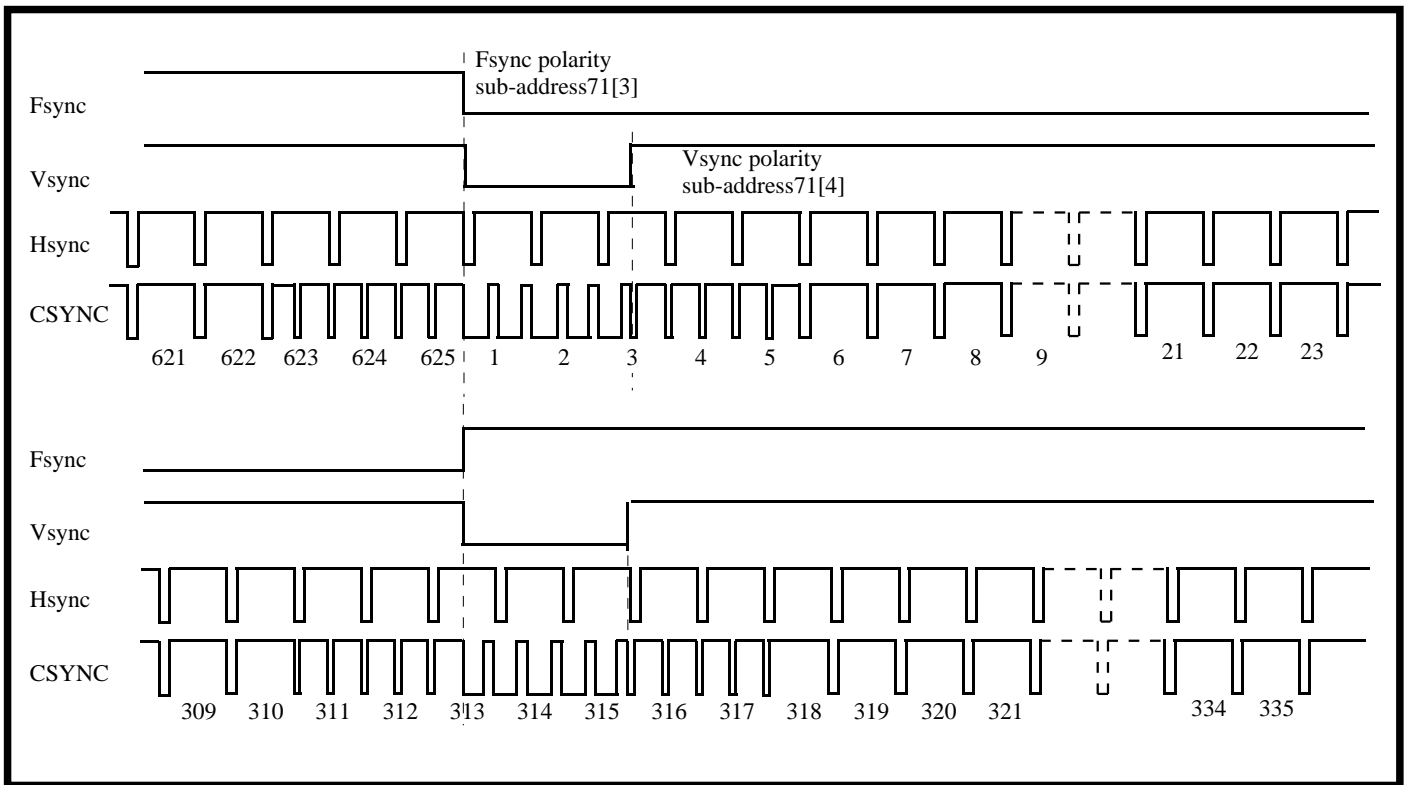 Fsync polarity
sub-address71[3]
Fsync
Vsync polarity
sub-address71[4]
Vsync
Hsync
CSYNC
621 622 623 624 625 1 2 3 4 5 6 7 8 9 21 22 23
Fsync
Vsync
Hsync
CSYNC
309 310 311 312 313 314 315 316 317 318 319 320 321 334 335